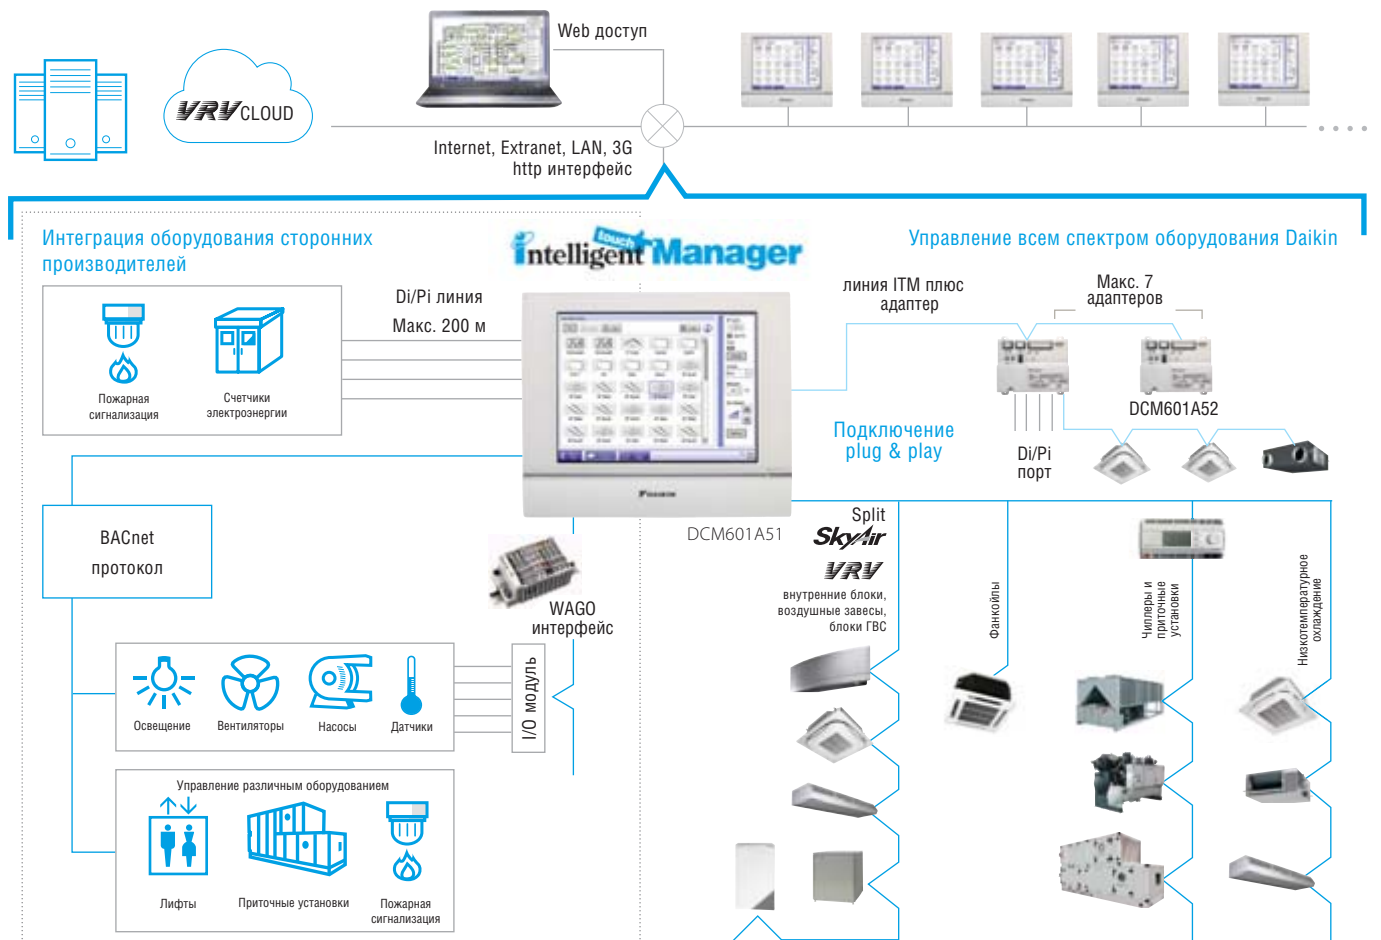 Web доступ
VRV CLOUD
Internet, Extranet, LAN, 3G
http интерфейс
Интеграция оборудования сторонних
производителей
intelligent touch Manager
Управление всем спектром оборудования Daikin
Di/Pi линия
Макс. 200 м
Пожарная
сигнализация
Счетчики
электроэнергии
линия ITM плюс
адаптер
Макс. 7
адаптеров
DCM601A52
Подключение
plug & play
Di/Pi
порт
DAIKIN
DCM601A51
BACnet
протокол
WAGO
интерфейс
Split
SkyAir
VRV
внутренние блоки,
воздушные завесы,
блоки ГВС
Фанкойлы
Чиллеры и
приточные
установки
Низкотемпературное
охлаждение
Освещение
Вентиляторы
Насосы
Датчики
I/O модуль
Управление различным оборудованием
Лифты
Приточные установки
Пожарная
сигнализация